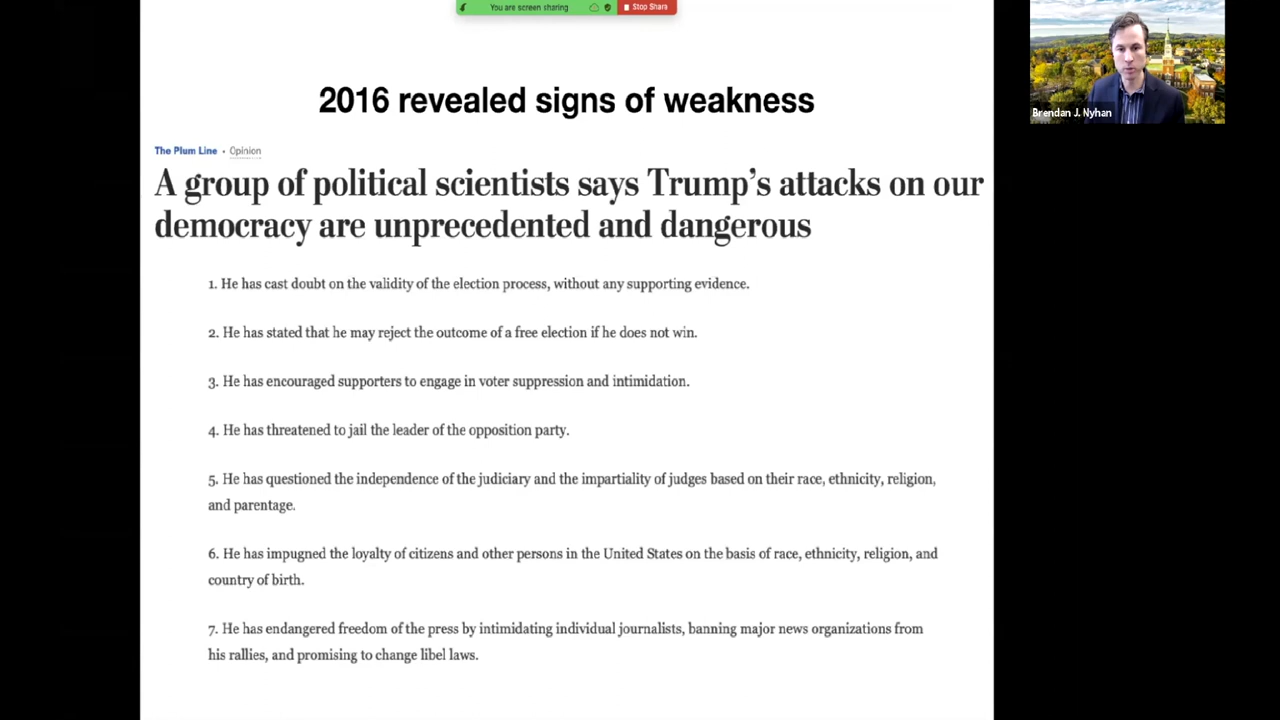 You are screen sharing
Stop Share
2016 revealed signs of weakness
The Plum Line • Opinion
A group of political scientists says Trump's attacks on our
democracy are unprecedented and dangerous
1. He has cast doubt on the validity of the election process, without any supporting evidence.
2. He has stated that he may reject the outcome of a free election if he does not win.
3. He has encouraged supporters to engage in voter suppression and intimidation.
4. He has threatened to jail the leader of the opposition party.
5. He has questioned the independence of the judiciary and the impartiality of judges based on their race, ethnicity, religion,
and parentage.
6. He has impugned the loyalty of citizens and other persons in the United States on the basis of race, ethnicity, religion, and
country of birth.
7. He has endangered freedom of the press by intimidating individual journalists, banning major news organizations from
his rallies, and promising to change libel laws.
Brendan J. Nyhan